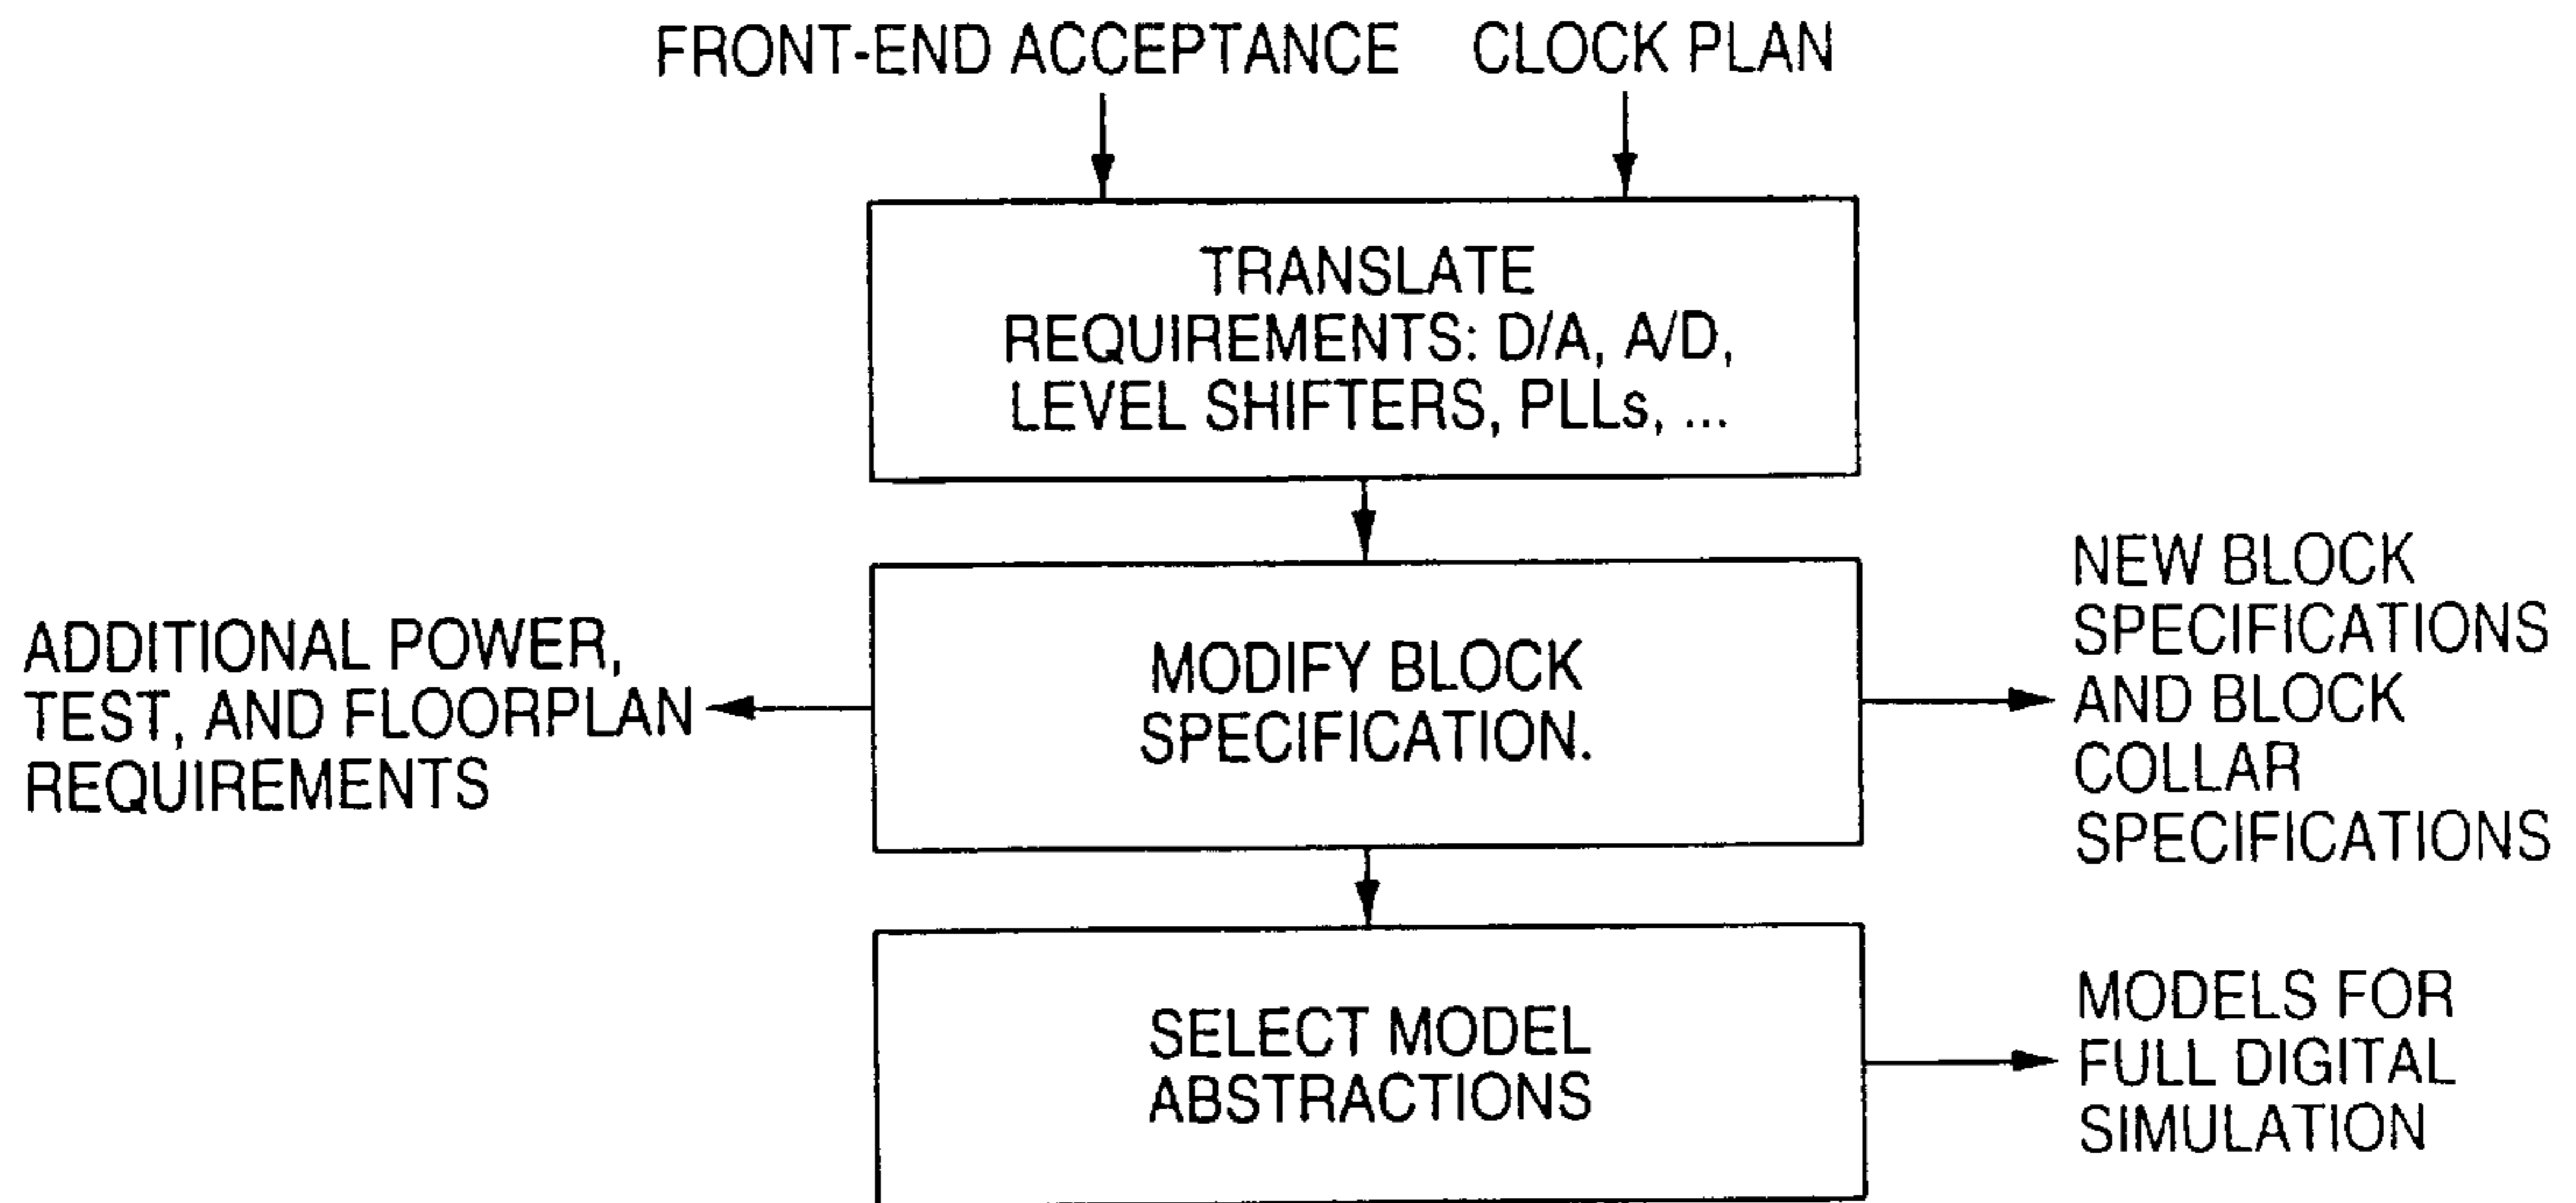 FRONT-END ACCEPTANCE
CLOCK PLAN
TRANSLATE
REQUIREMENTS: D/A, A/D,
LEVEL SHIFTERS, PLLs, ...
ADDITIONAL POWER,
TEST, AND FLOORPLAN
REQUIREMENTS
MODIFY BLOCK
SPECIFICATION.
NEW BLOCK
SPECIFICATIONS
AND BLOCK
COLLAR
SPECIFICATIONS
SELECT MODEL
ABSTRACTIONS
MODELS FOR
FULL DIGITAL
SIMULATION